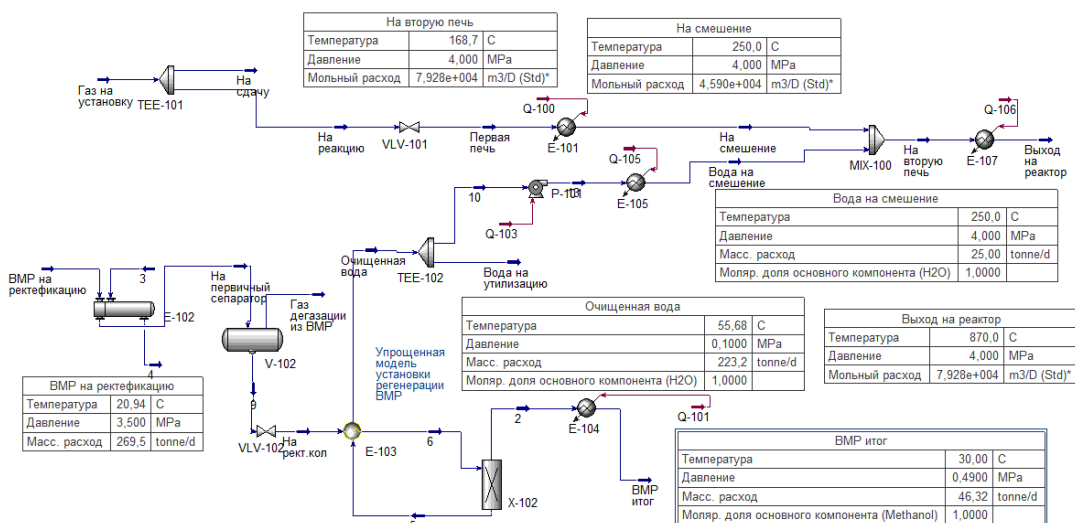 На вторую печь
Температура 168,7 C
Давление 4,000 MPa
Мольный расход 7,928e+004 m3/D (Std)*
На смешение
Температура 250,0 C
Давление 4,000 MPa
Мольный расход 4,590e+004 m3/D (Std)*
Газ на
установку
TEE-101
На
сдачу
На
реакцию
VLV-101
Первая
печь
Q-100
E-101
На
смешение
Q-105
E-105
Вода на
смешение
MIX-100
На
вторую
печь
Q-106
E-107
Выход
на
реактор
10
Q-103
Вода на смешение
Температура 250,0 C
Давление 4,000 MPa
Масс. расход 25,00 tonne/d
Моляр. доля основного компонента (H2O) 1,0000
Очищенная
вода
TEE-102
Вода на
утилизацию
ВМР на
ректефикацию
3
E-102
4
На
первичный
сепаратор
Газ
дегазации
из ВМР
V-102
Очищенная вода
Температура 55,68 C
Давление 0,1000 MPa
Масс. расход 223,2 tonne/d
Моляр. доля основного компонента (H2O) 1,0000
Выход на реактор
Температура 870,0 C
Давление 4,000 MPa
Мольный расход 7,928e+004 m3/D (Std)*
Упрощенная
модель
установки
регенерации
ВМР
ВМР на ректефикацию
Температура 20,94 C
Давление 3,500 MPa
Масс. расход 269,5 tonne/d
9
VLV-102
На
рект.кол
E-103
6
X-102
2
E-104
Q-101
ВМР
итог
ВМР итог
Температура 30,00 C
Давление 0,4900 MPa
Масс. расход 46,32 tonne/d
Моляр. доля основного компонента (Methanol) 1,0000